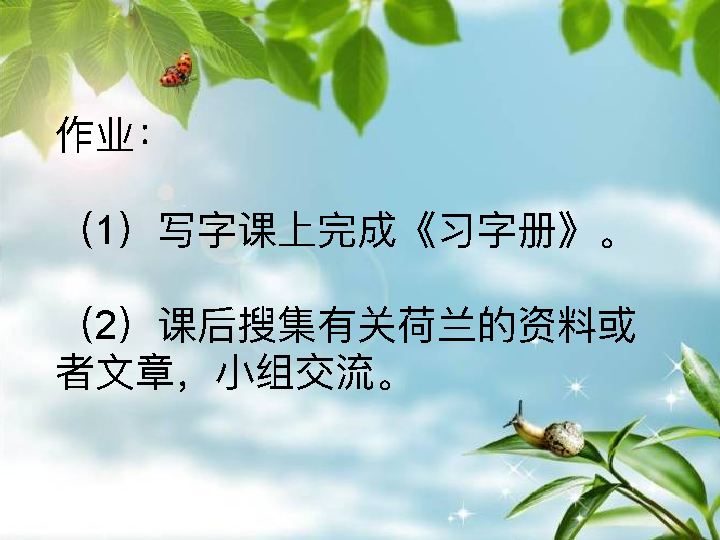 作业：
（1）写字课上完成《习字册》。
（2）课后搜集有关荷兰的资料或
者文章，小组交流。